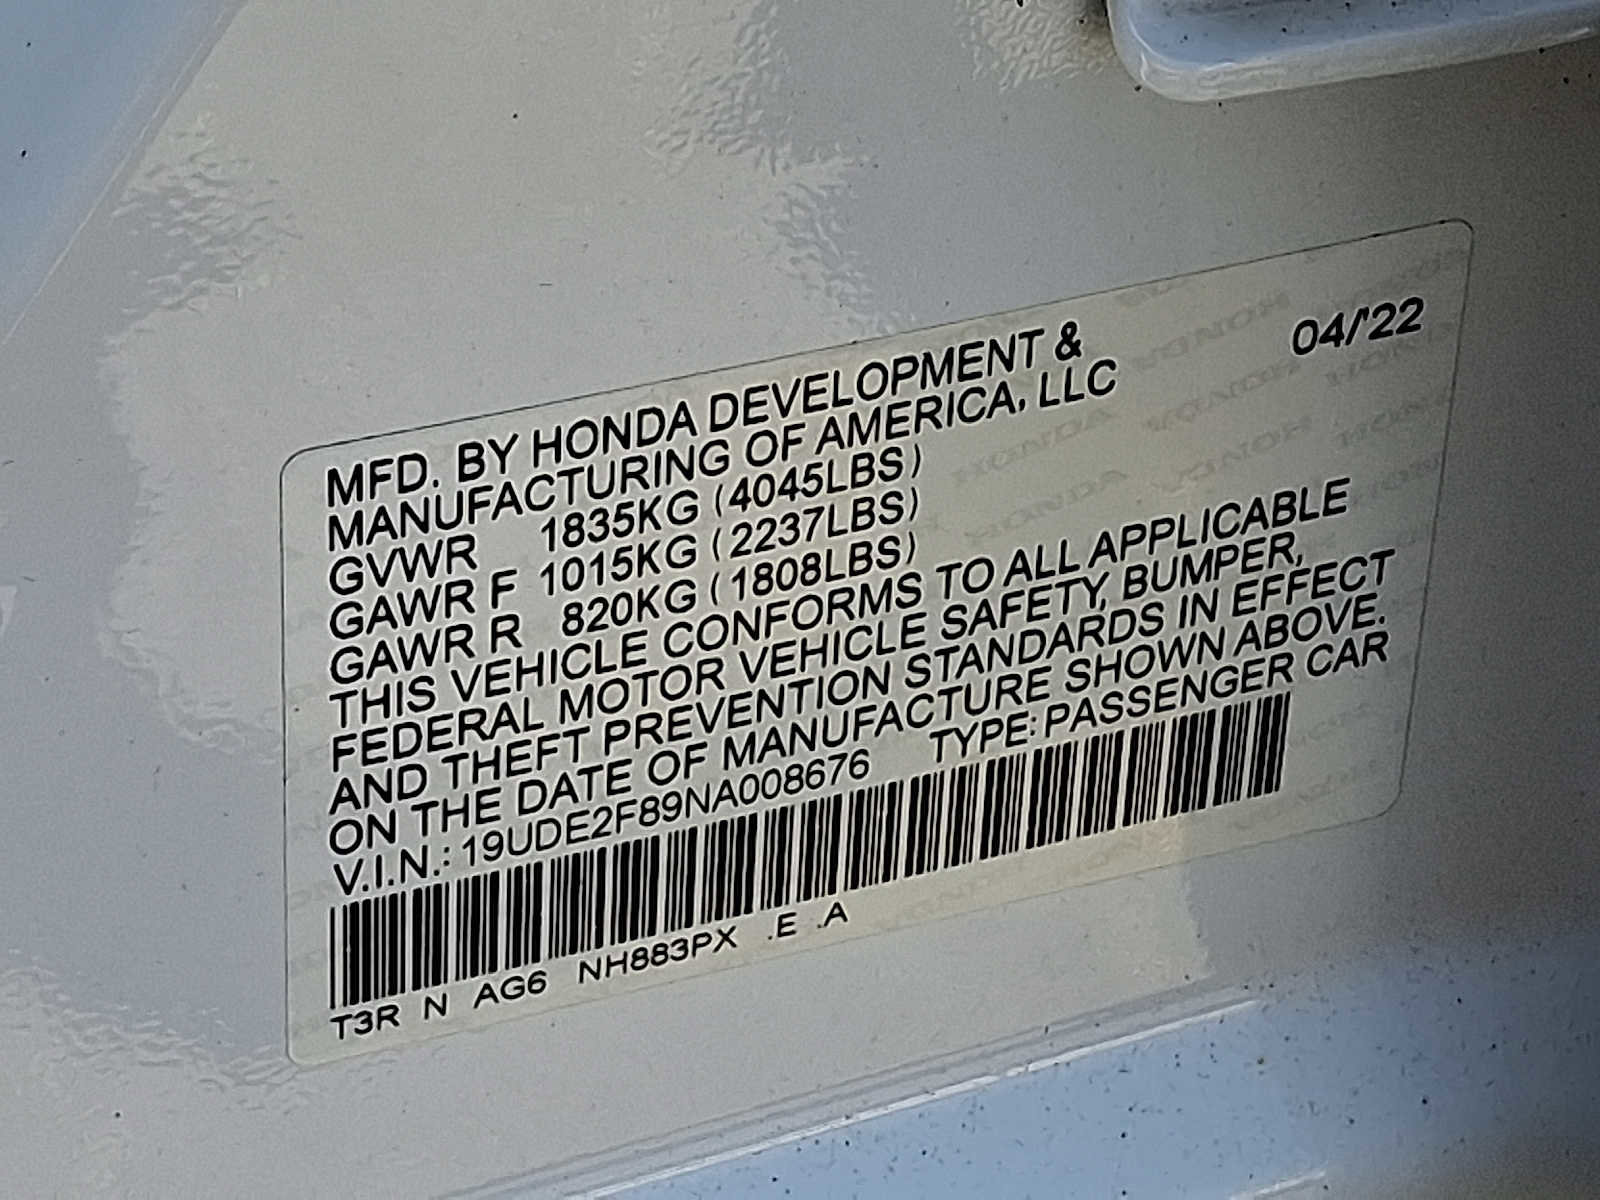 04/'22
MFD. BY HONDA DEVELOPMENT &
MANUFACTURING OF AMERICA, LLC
GVWR 1835KG (4045LBS)
GAWR F 1015KG (2237LBS)
GAWR R 820KG (1808LBS)
THIS VEHICLE CONFORMS TO ALL APPLICABLE
FEDERAL MOTOR VEHICLE SAFETY, BUMPER,
AND THEFT PREVENTION STANDARDS IN EFFECT
ON THE DATE OF MANUFACTURE SHOWN ABOVE.
V.I.N.: 19UDE2F89NA008676 TYPE: PASSENGER CAR
T3R N AG6 NH883PX .E .A